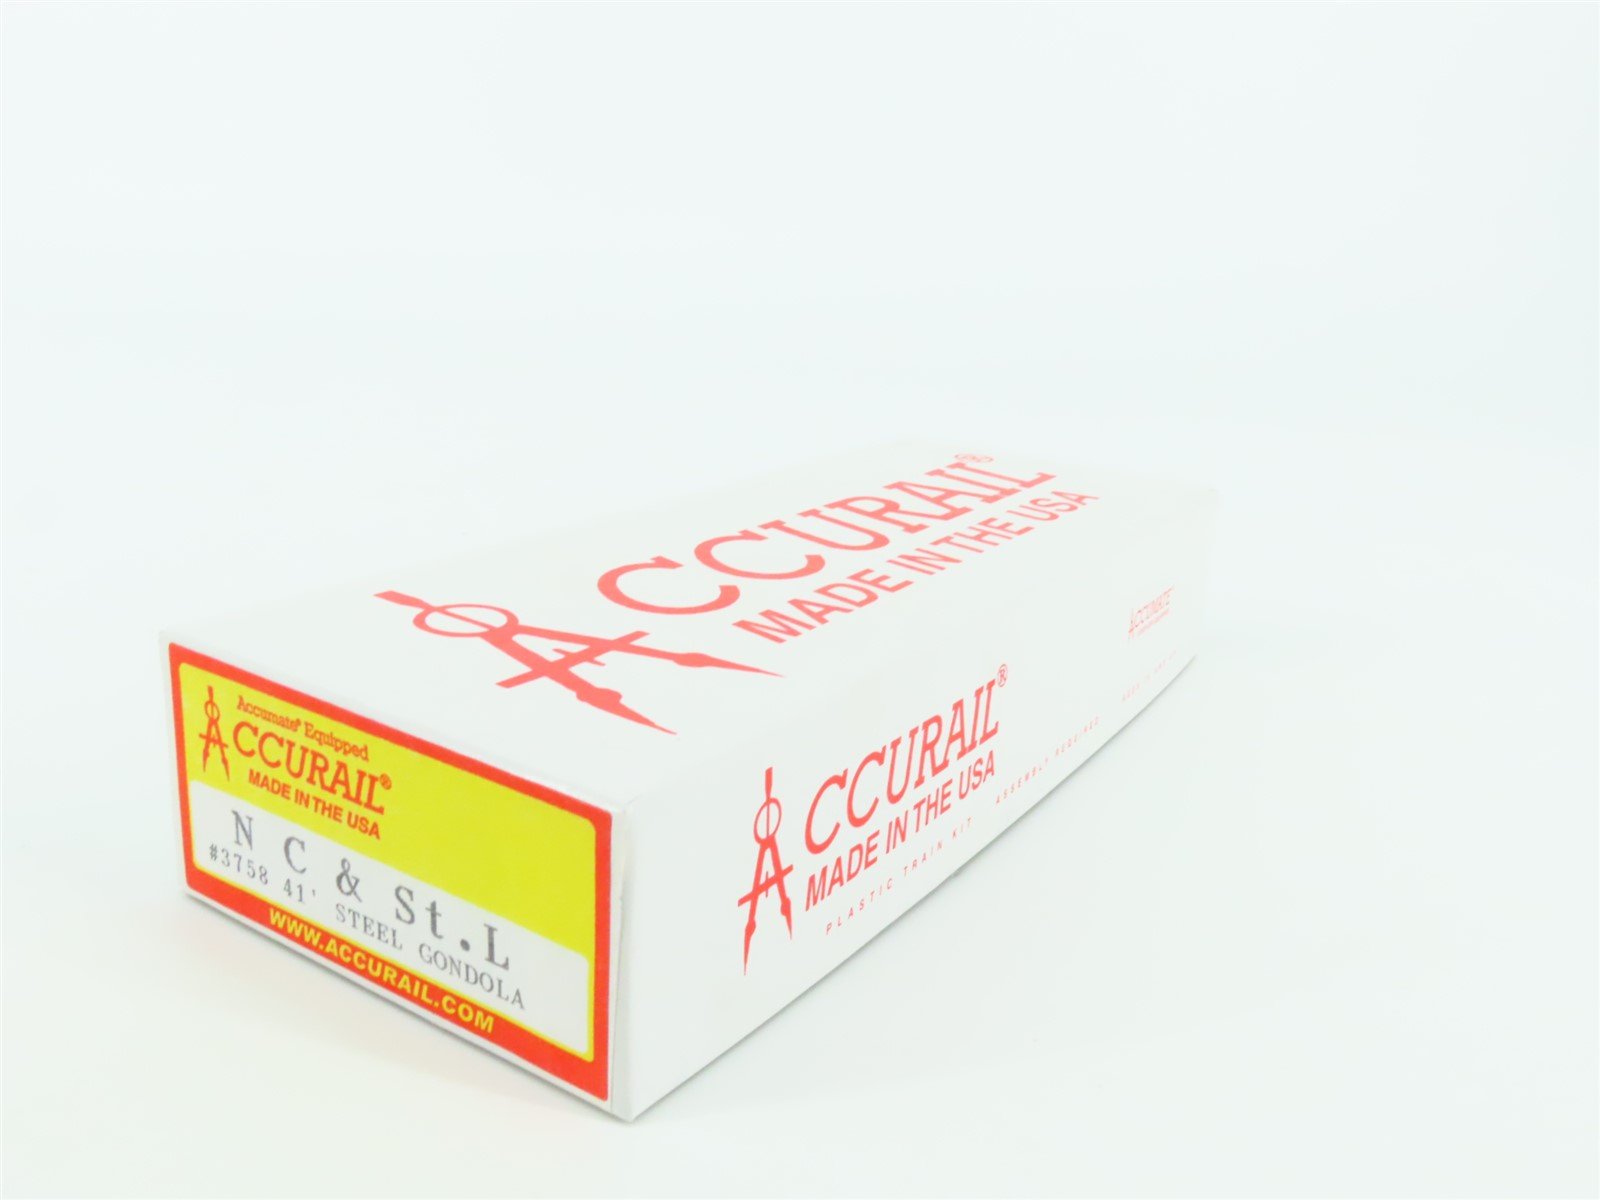 ACCURAIL®
MADE IN THE USA
Accumate® Equipped
ACCURAIL®
MADE IN THE USA
N C & St.L
#3758 41' STEEL GONDOLA
WWW.ACCURAIL.COM
ACCURAIL®
MADE IN THE USA
PLASTIC TRAIN KIT
ASSEMBLY REQUIRED
ACCUMATE